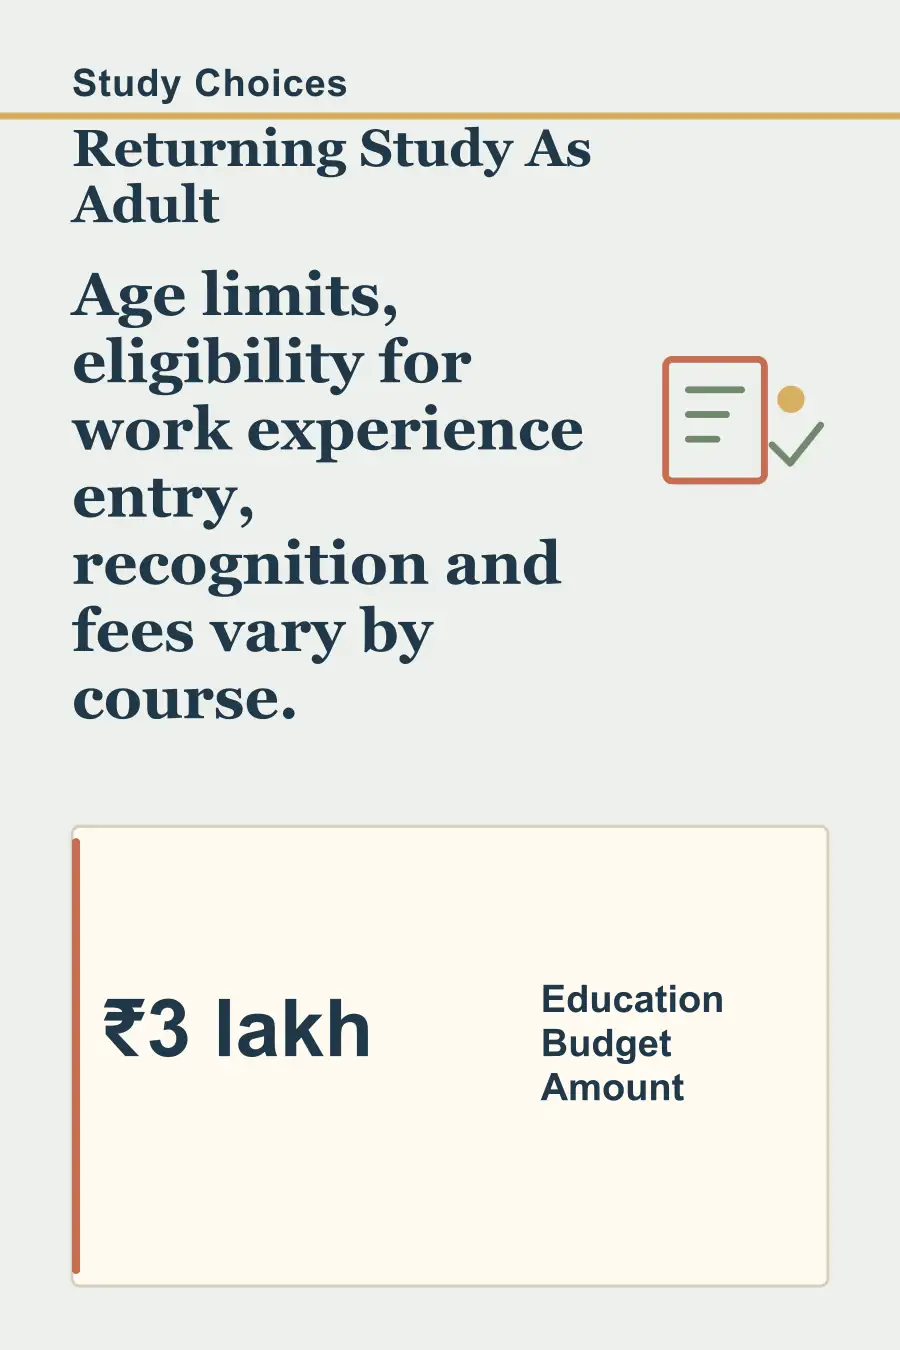 Study Choices
Returning Study As
Adult
Age limits,
eligibility for
work experience
entry,
recognition and
fees vary by
course.
₹3 lakh
Education
Budget
Amount